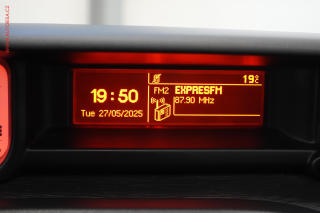 19°C
19:50
FM2 EXPRESFM
87.90 MHz
Tue 27/05/2025